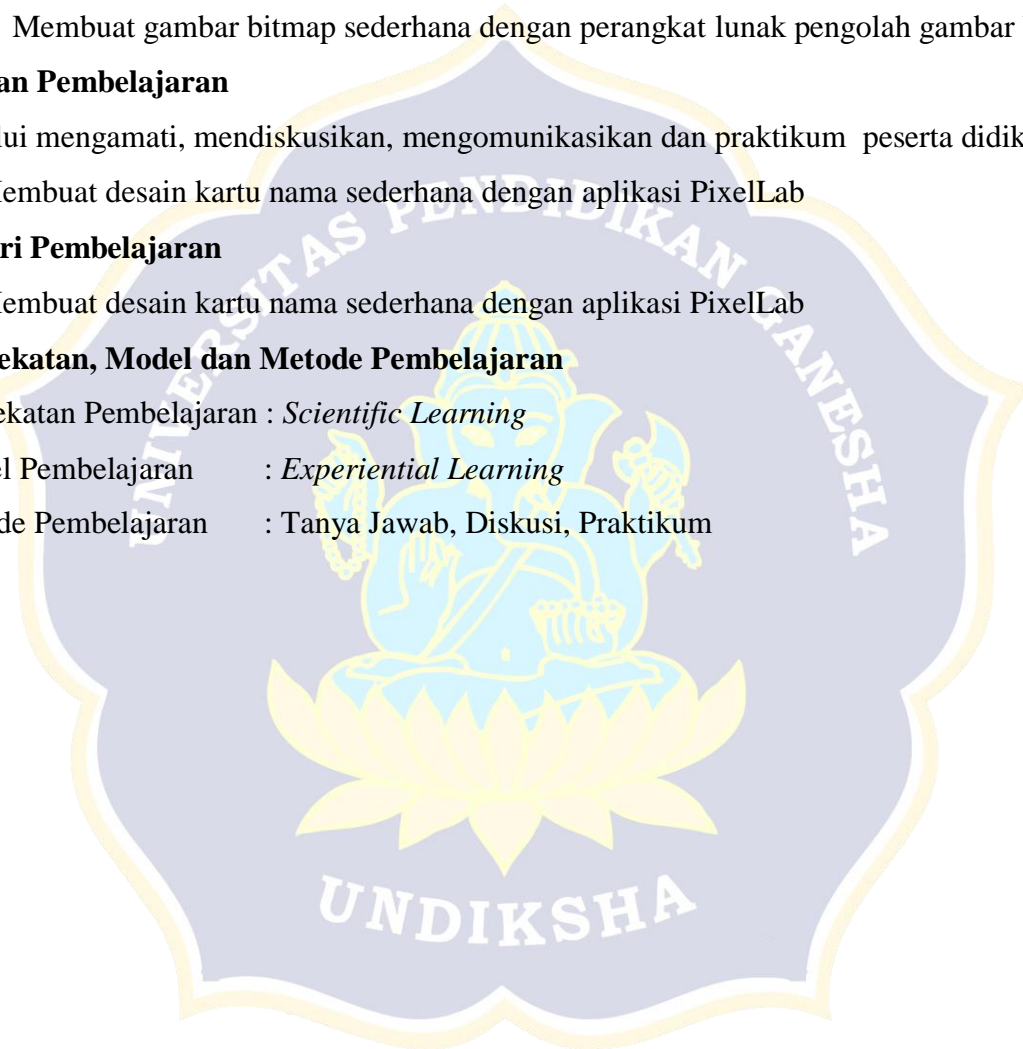 Membuat gambar bitmap sederhana dengan perangkat lunak pengolah gambar
an Pembelajaran
lui mengamati, mendiskusikan, mengomunikasikan dan praktikum peserta didik
Membuat desain kartu nama sederhana dengan aplikasi PixelLab
ri Pembelajaran
Membuat desain kartu nama sederhana dengan aplikasi PixelLab
ekatan, Model dan Metode Pembelajaran
ekatan Pembelajaran : Scientific Learning
el Pembelajaran : Experiential Learning
de Pembelajaran : Tanya Jawab, Diskusi, Praktikum
UNIVERSITAS PENDIDIKAN GANESHA
UNDIKSHA